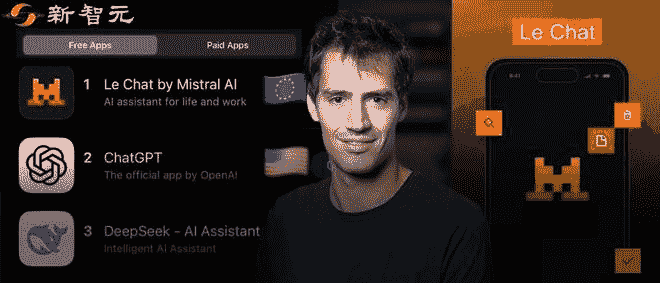 新智元
Free Apps
Paid Apps
1 Le Chat by Mistral AI
AI assistant for life and work
2 ChatGPT
The official app by OpenAI
3 DeepSeek - AI Assistant
Intelligent AI Assistant
Le Chat